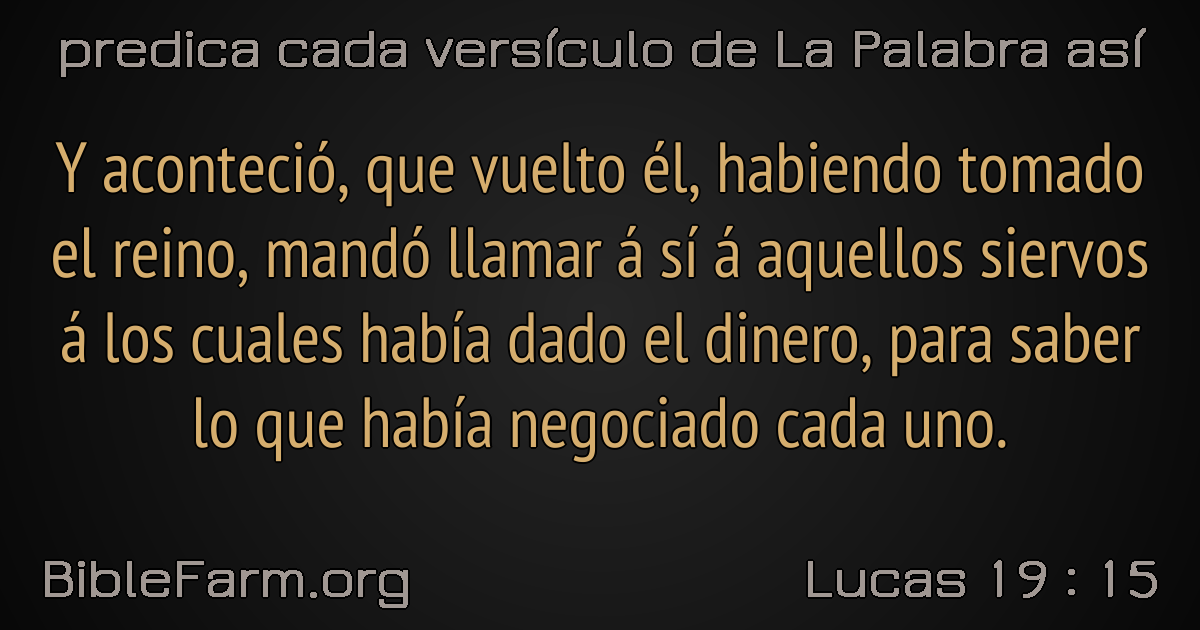 predica cada versículo de La Palabra así
Y aconteció, que vuelto él, habiendo tomado
el reino, mandó llamar á sí á aquellos siervos
á los cuales había dado el dinero, para saber
lo que había negociado cada uno.
BibleFarm.org
Lucas 19 : 15